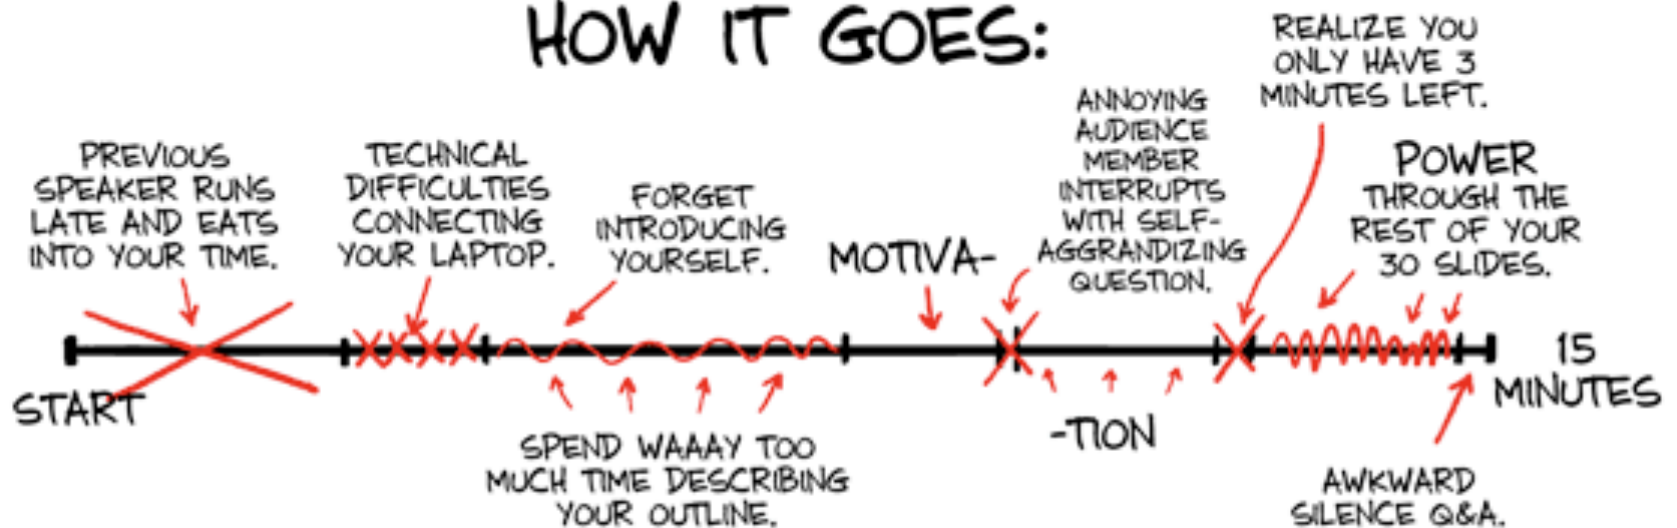 HOW IT GOES:
PREVIOUS
SPEAKER RUNS
LATE AND EATS
INTO YOUR TIME.
TECHNICAL
DIFFICULTIES
CONNECTING
YOUR LAPTOP.
FORGET
INTRODUCING
YOURSELF.
MOTIVA-
ANNOYING
AUDIENCE
MEMBER
INTERRUPTS
WITH SELF-
AGGRANDIZING
QUESTION.
REALIZE YOU
ONLY HAVE 3
MINUTES LEFT.
POWER
THROUGH THE
REST OF YOUR
30 SLIDES.
START
SPEND WAAAY TOO
MUCH TIME DESCRIBING
YOUR OUTLINE.
-TION
AWKWARD
SILENCE Q&A.
15
MINUTES